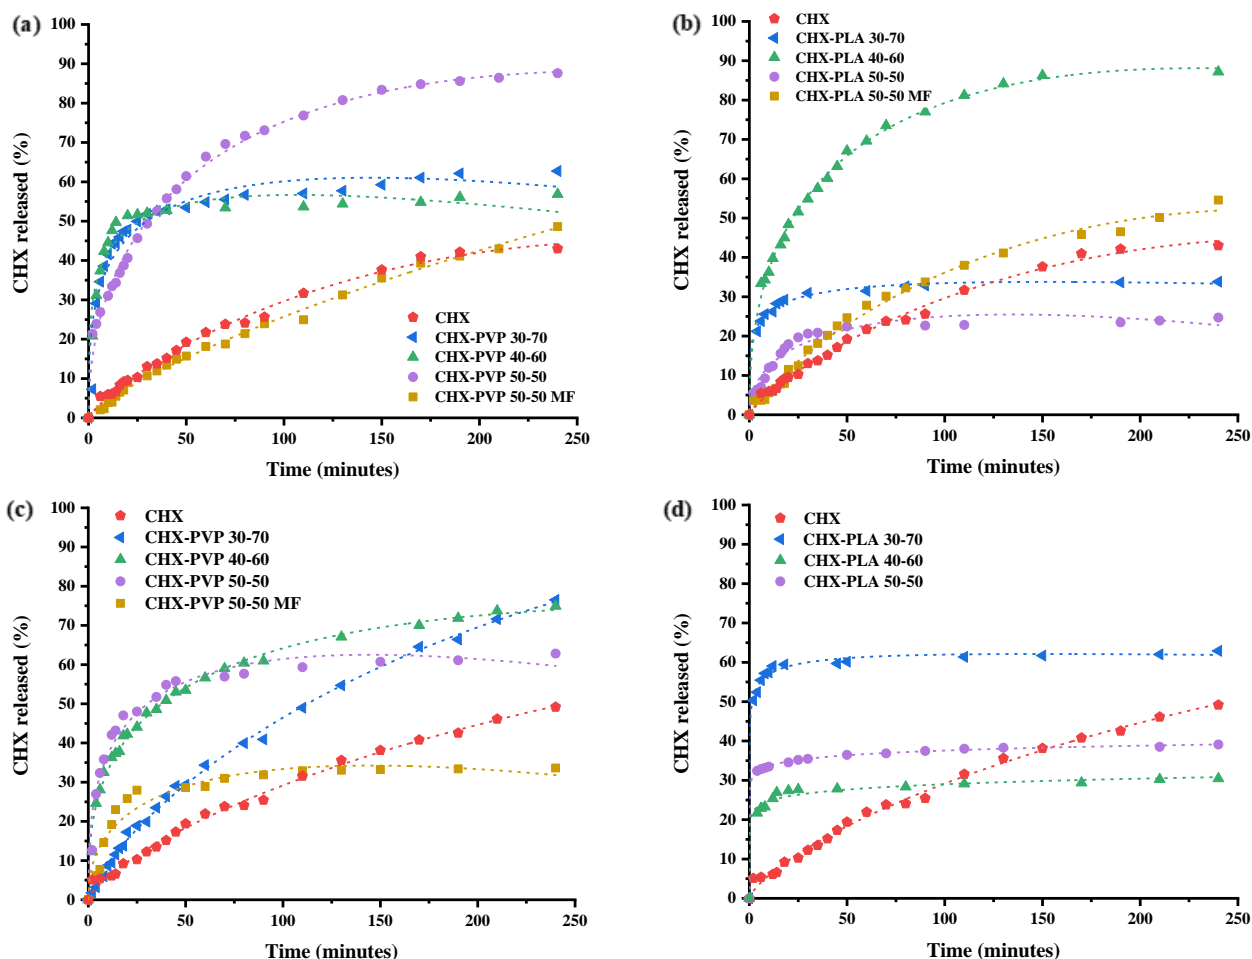 (a)
CHX released (%)
100
90
80
70
60
50
40
30
20
10
0
CHX
CHX-PVP 30-70
CHX-PVP 40-60
CHX-PVP 50-50
CHX-PVP 50-50 MF
0 50 100 150 200 250
Time (minutes)
(b)
CHX released (%)
100
90
80
70
60
50
40
30
20
10
0
CHX
CHX-PLA 30-70
CHX-PLA 40-60
CHX-PLA 50-50
CHX-PLA 50-50 MF
0 50 100 150 200 250
Time (minutes)
(c)
CHX released (%)
100
90
80
70
60
50
40
30
20
10
0
CHX
CHX-PVP 30-70
CHX-PVP 40-60
CHX-PVP 50-50
CHX-PVP 50-50 MF
0 50 100 150 200 250
Time (minutes)
(d)
CHX released (%)
100
90
80
70
60
50
40
30
20
10
0
CHX
CHX-PLA 30-70
CHX-PLA 40-60
CHX-PLA 50-50
0 50 100 150 200 250
Time (minutes)